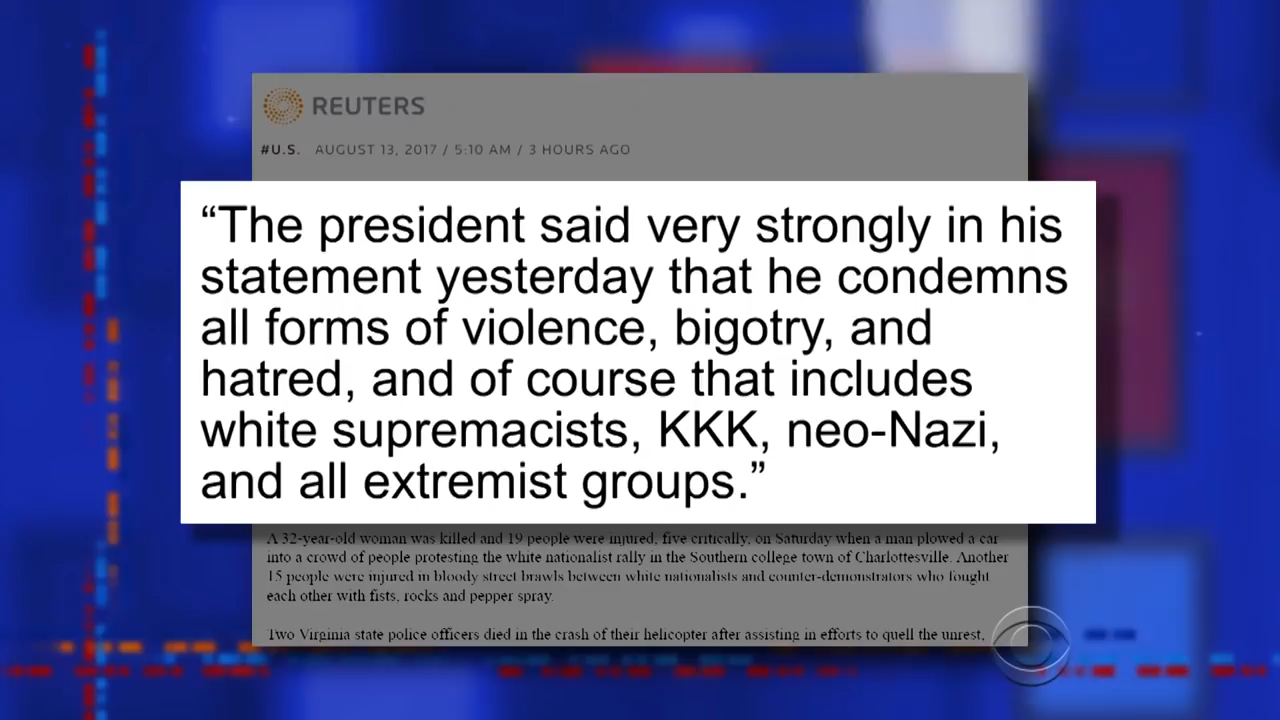 REUTERS
#U.S. AUGUST 13, 2017 / 5:10 AM / 3 HOURS AGO
“The president said very strongly in his
statement yesterday that he condemns
all forms of violence, bigotry, and
hatred, and of course that includes
white supremacists, KKK, neo-Nazi,
and all extremist groups.”
A 32-year-old woman was killed and 19 people were injured, five critically, on Saturday when a man plowed a car
into a crowd of people protesting the white nationalist rally in the Southern college town of Charlottesville. Another
15 people were injured in bloody street brawls between white nationalists and counter-demonstrators who fought
each other with fists, rocks and pepper spray.
Two Virginia state police officers died in the crash of their helicopter after assisting in efforts to quell the unrest,